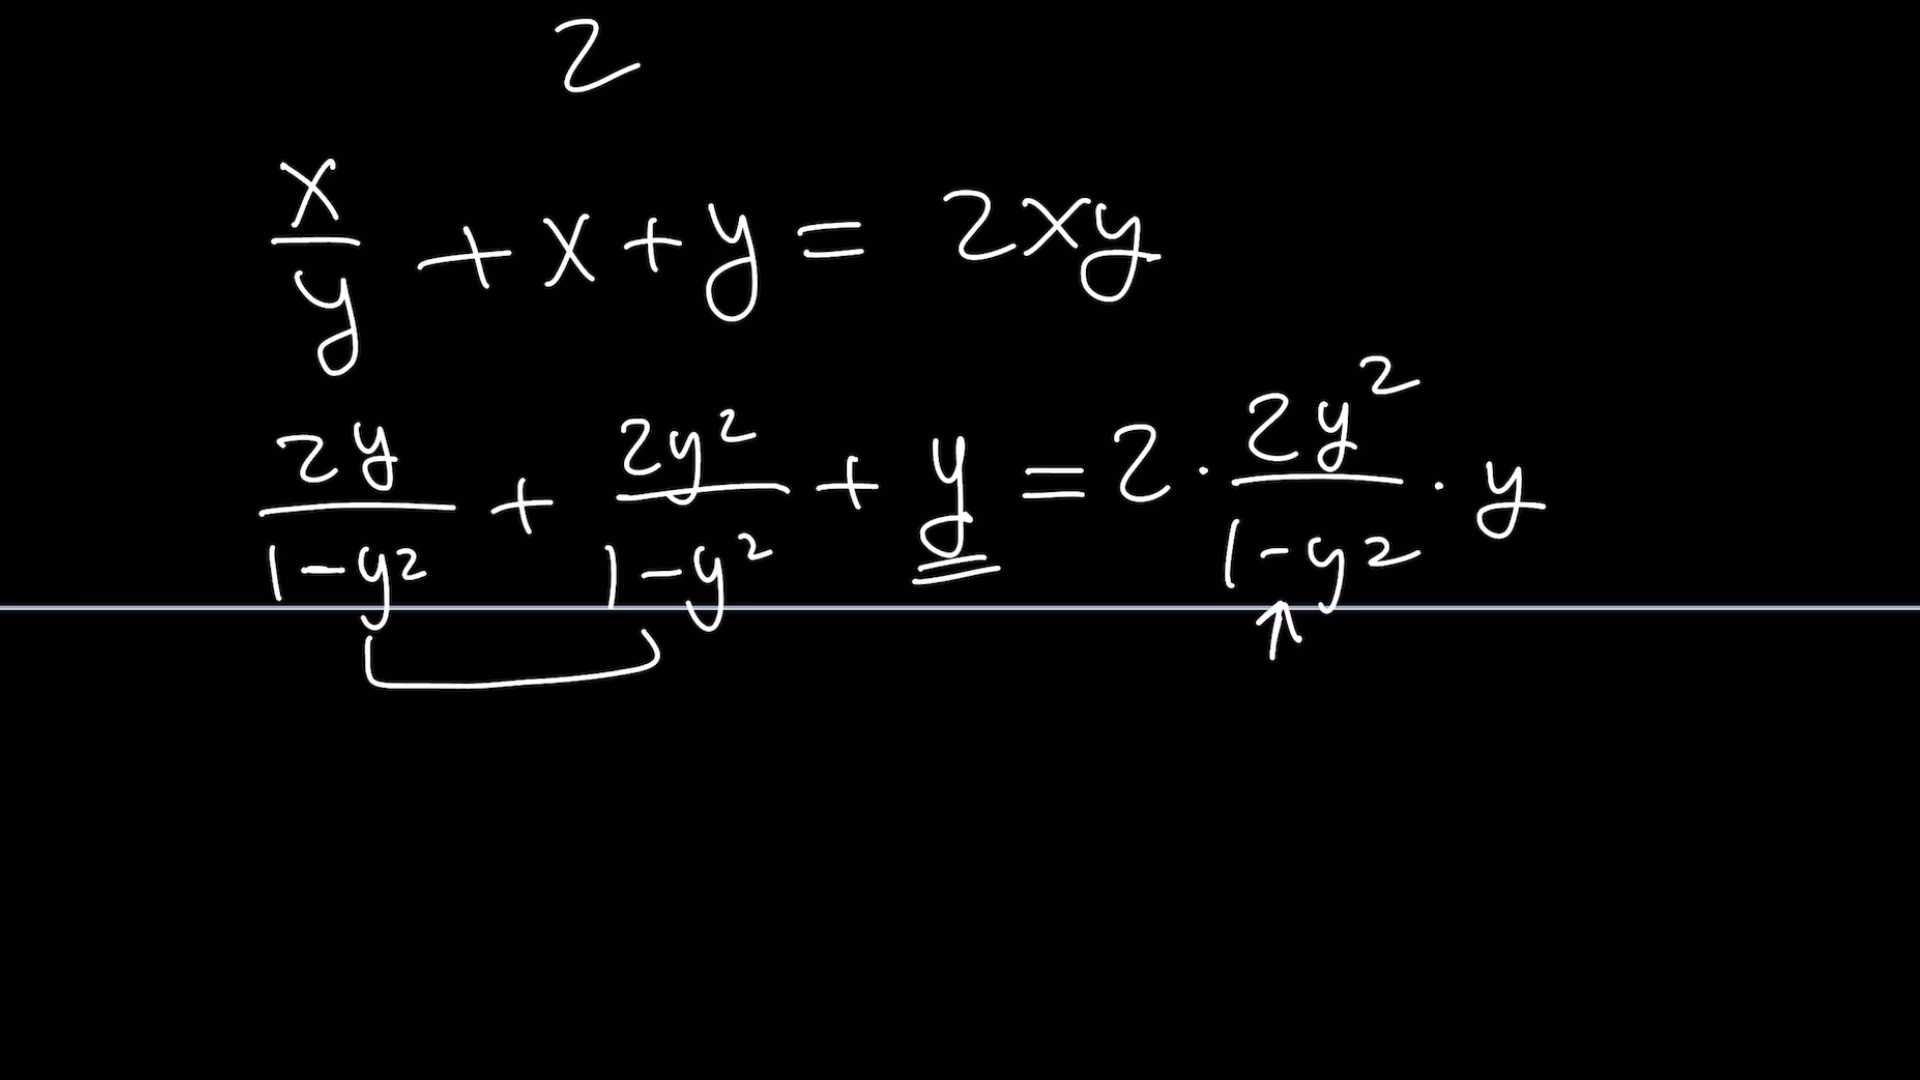 2
x/y + x + y = 2xy
2y/(1-y²) + 2y²/(1-y²) + y = 2 · 2y²/(1-y²) · y